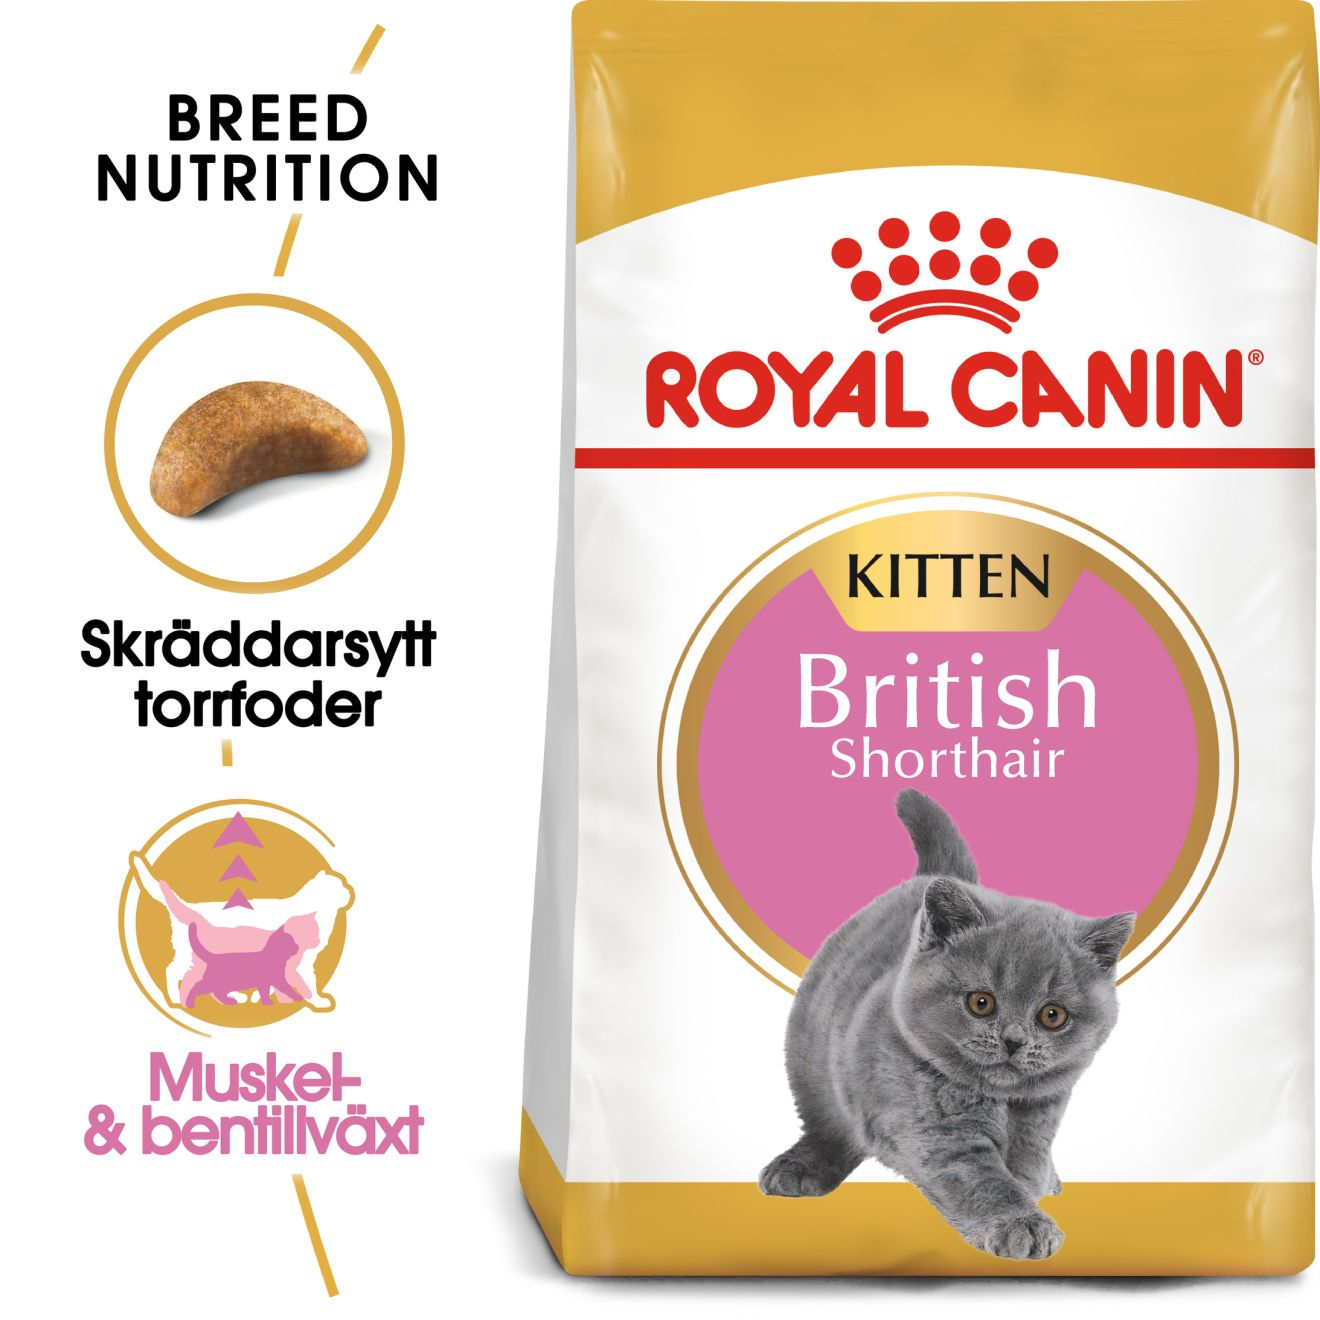 BREED
NUTRITION
Skräddarsytt
torrfoder
Muskel-
& bentillväxt
ROYAL CANIN®
KITTEN
British
Shorthair